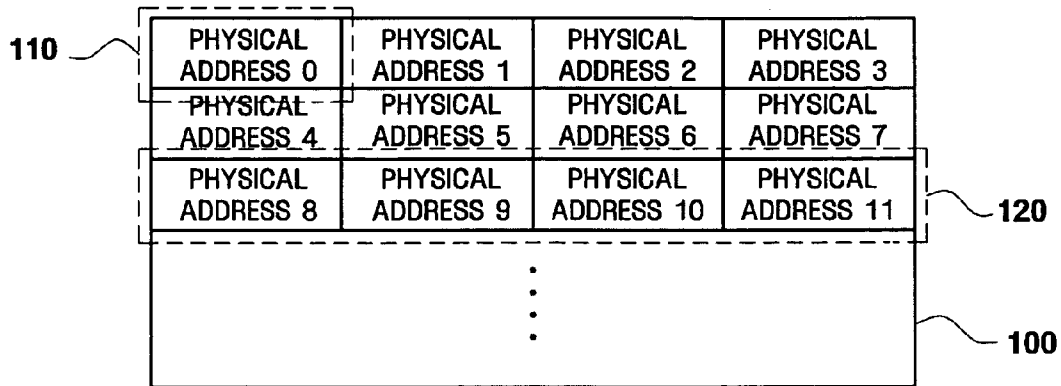 110
PHYSICAL ADDRESS 0
PHYSICAL ADDRESS 1
PHYSICAL ADDRESS 2
PHYSICAL ADDRESS 3
PHYSICAL ADDRESS 4
PHYSICAL ADDRESS 5
PHYSICAL ADDRESS 6
PHYSICAL ADDRESS 7
PHYSICAL ADDRESS 8
PHYSICAL ADDRESS 9
PHYSICAL ADDRESS 10
PHYSICAL ADDRESS 11
120
100